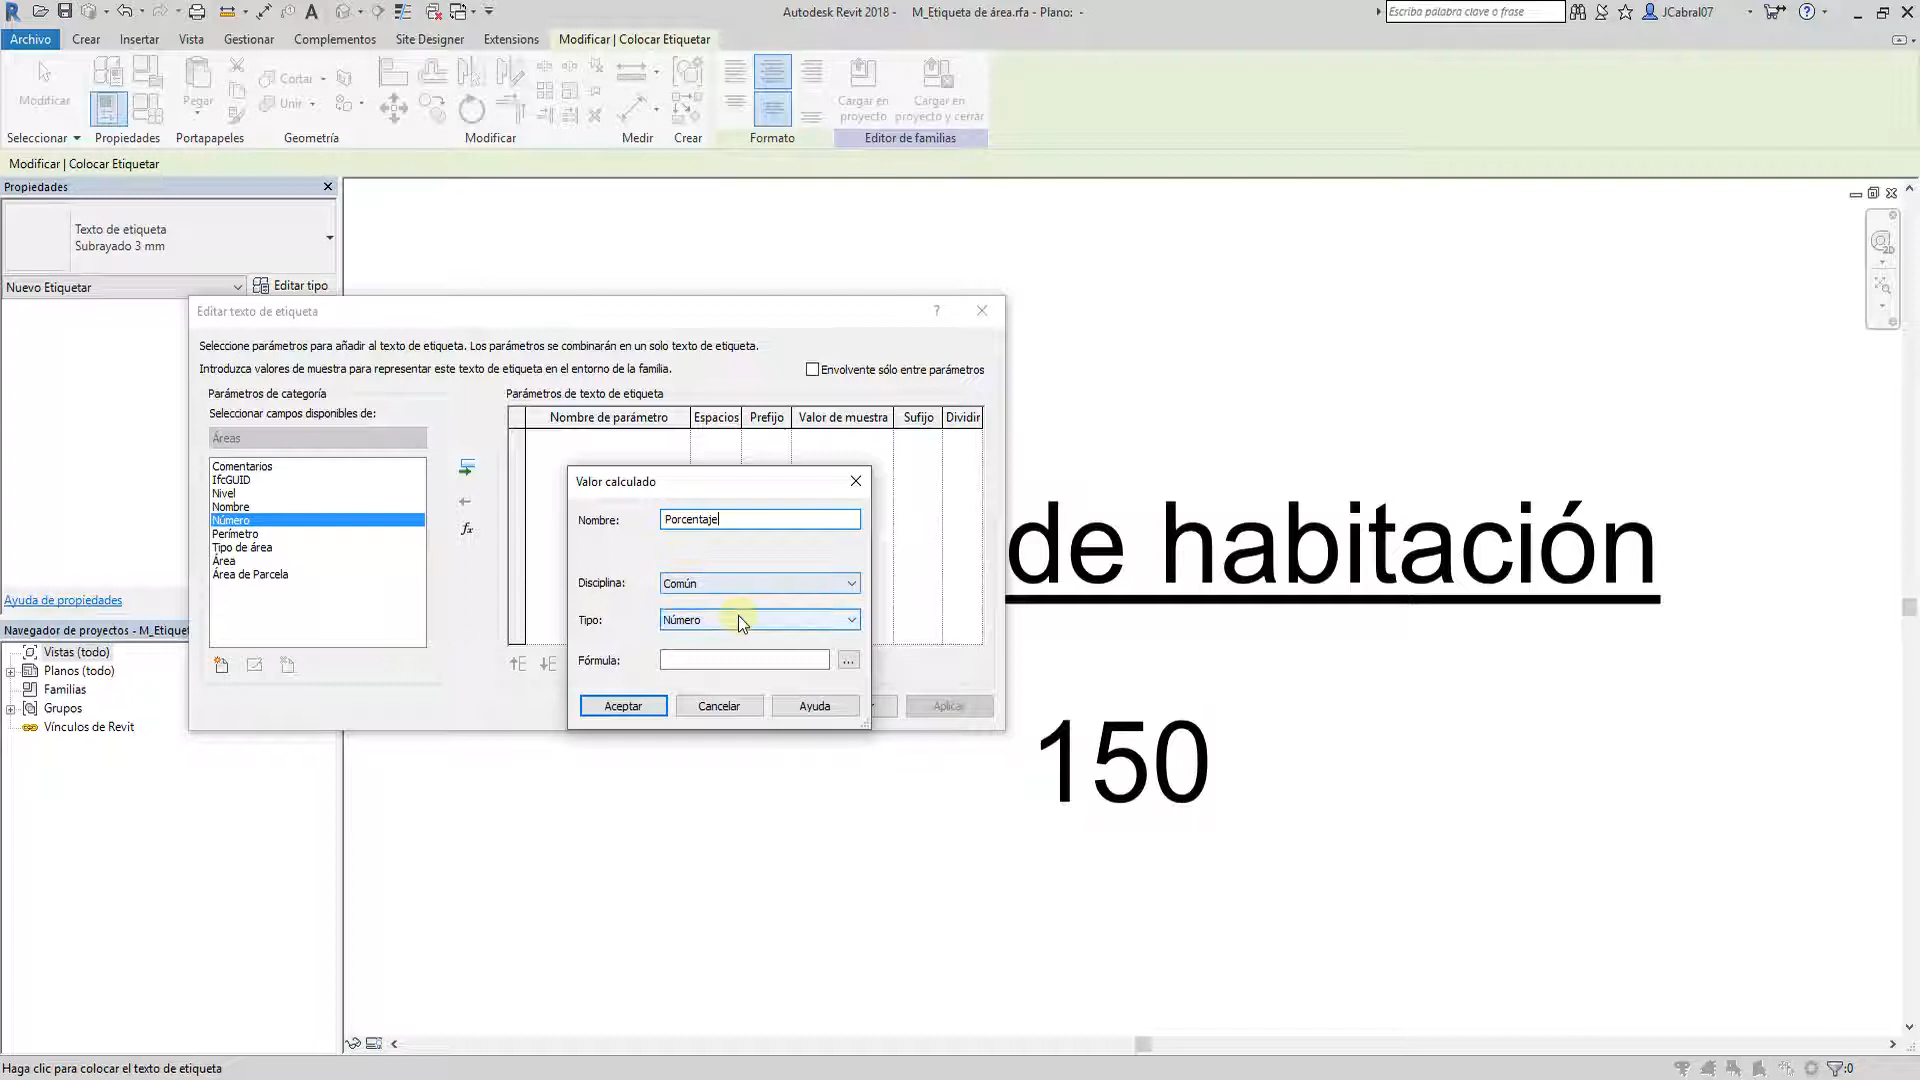 Autodesk Revit 2018 -    M_Etiqueta de área.rfa - Plano:  -
Escriba palabra clave o frase
JCabral07
Archivo
Crear
Insertar
Vista
Gestionar
Complementos
Site Designer
Extensions
Modificar | Colocar Etiquetar
Modificar
Pegar
Cortar
Unir
Cargar en
proyecto
Cargar en
proyecto y cerrar
Seleccionar
Propiedades
Portapapeles
Geometría
Modificar
Medir
Crear
Formato
Editor de familias
Modificar | Colocar Etiquetar
Propiedades
Texto de etiqueta
Subrayado 3 mm
Nuevo Etiquetar
Editar tipo
Editar texto de etiqueta
Seleccione parámetros para añadir al texto de etiqueta. Los parámetros se combinarán en un solo texto de etiqueta.
Introduzca valores de muestra para representar este texto de etiqueta en el entorno de la familia.
Envolvente sólo entre parámetros
Parámetros de categoría
Seleccionar campos disponibles de:
Áreas
Comentarios
IfcGUID
Nivel
Nombre
Número
Perímetro
Tipo de área
Área
Área de Parcela
fx
Parámetros de texto de etiqueta
Nombre de parámetro
Espacios
Prefijo
Valor de muestra
Sufijo
Dividir
Valor calculado
Nombre:
Porcentaje
Disciplina:
Común
Tipo:
Número
Fórmula:
...
Aceptar
Cancelar
Ayuda
Aplicar
Ayuda de propiedades
Navegador de proyectos - M_Etiquet
Vistas (todo)
Planos (todo)
Familias
Grupos
Vínculos de Revit
de habitación
150
2D
Haga clic para colocar el texto de etiqueta
:0